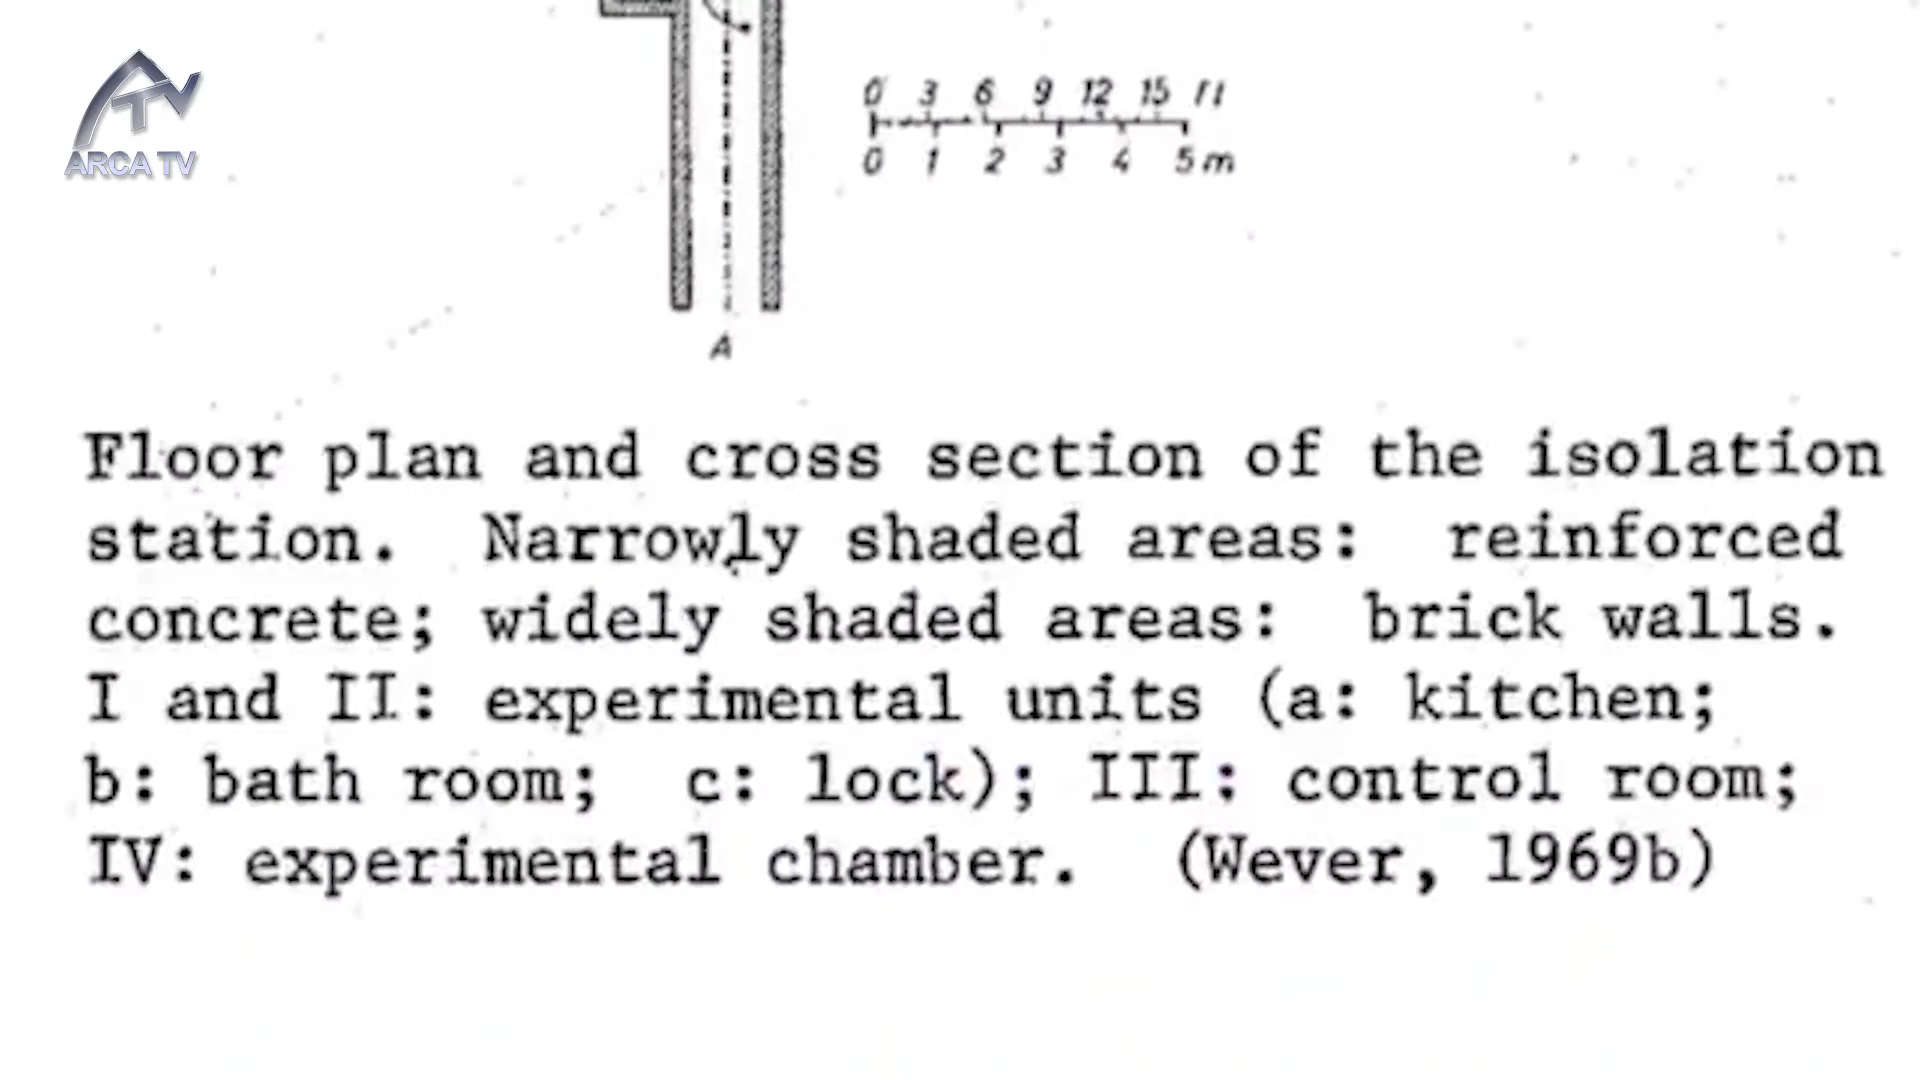 ATV
ARCA TV
0 3 6 9 12 15 ft
0 1 2 3 4 5 m
A
Floor plan and cross section of the isolation
station. Narrowly shaded areas: reinforced
concrete; widely shaded areas: brick walls.
I and II: experimental units (a: kitchen;
b: bath room; c: lock); III: control room;
IV: experimental chamber. (Wever, 1969b)